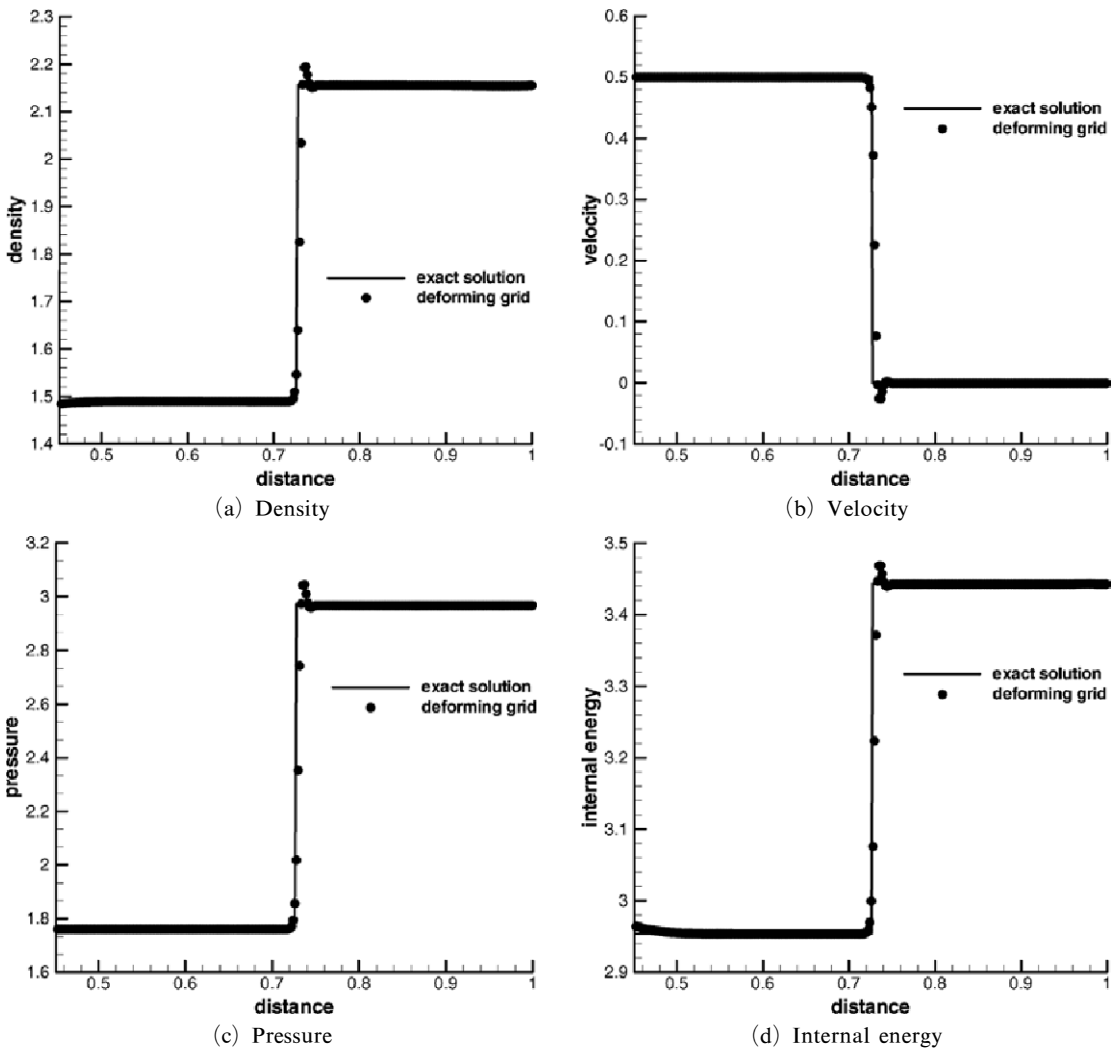 2.3
2.2
2.1
2
1.9
1.8
1.7
1.6
1.5
1.4
density
exact solution
deforming grid
0.5 0.6 0.7 0.8 0.9 1
distance
(a) Density
0.6
0.5
0.4
0.3
0.2
0.1
0
-0.1
velocity
exact solution
deforming grid
0.5 0.6 0.7 0.8 0.9 1
distance
(b) Velocity
3.2
3
2.8
2.6
2.4
2.2
2
1.8
1.6
pressure
exact solution
deforming grid
0.5 0.6 0.7 0.8 0.9 1
distance
(c) Pressure
3.5
3.4
3.3
3.2
3.1
3
2.9
internal energy
exact solution
deforming grid
0.5 0.6 0.7 0.8 0.9 1
distance
(d) Internal energy